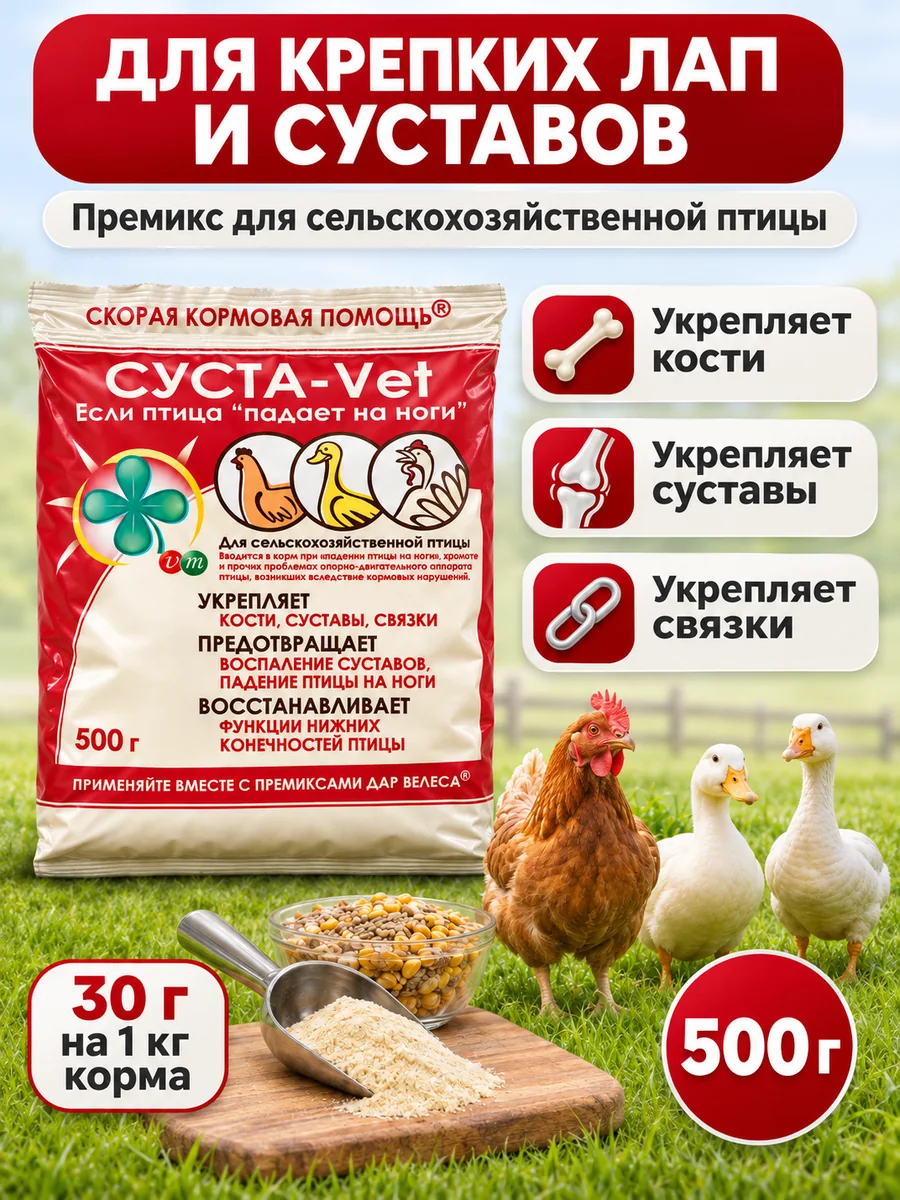 ДЛЯ КРЕПКИХ ЛАП
И СУСТАВОВ
Премикс для сельскохозяйственной птицы
СКОРАЯ КОРМОВАЯ ПОМОЩЬ®
СУСТА-Vet
Если птица “падает на ноги”
vm
Для сельскохозяйственной птицы
Вводится в корм при «падении птицы на ноги», хромоте
и прочих проблемах опорно-двигательного аппарата
птицы, возникших вследствие кормовых нарушений.
УКРЕПЛЯЕТ
КОСТИ, СУСТАВЫ, СВЯЗКИ
ПРЕДОТВРАЩАЕТ
ВОСПАЛЕНИЕ СУСТАВОВ,
ПАДЕНИЕ ПТИЦЫ НА НОГИ
ВОССТАНАВЛИВАЕТ
ФУНКЦИИ НИЖНИХ
КОНЕЧНОСТЕЙ ПТИЦЫ
500 г
ПРИМЕНЯЙТЕ ВМЕСТЕ С ПРЕМИКСАМИ ДАР ВЕЛЕСА®
Укрепляет
кости
Укрепляет
суставы
Укрепляет
связки
30 г
на 1 кг
корма
500 г